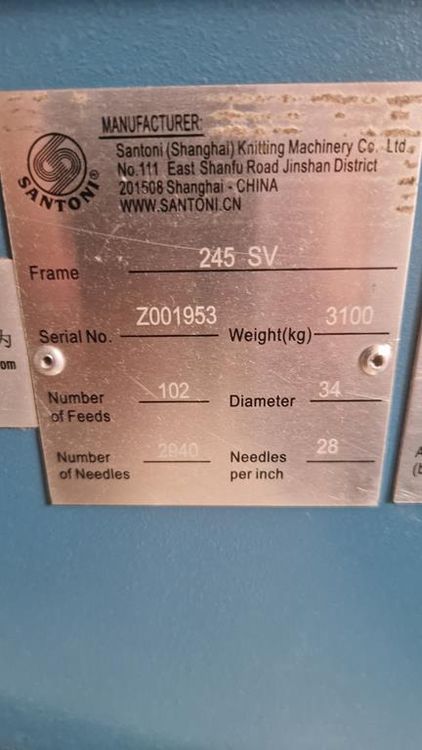 SANTONI®
MANUFACTURER:
Santoni (Shanghai) Knitting Machinery Co. Ltd.
No.111 East Shanfu Road Jinshan District
201508 Shanghai - CHINA
WWW.SANTONI.CN
Frame 245 SV
Serial No. Z001953 Weight(kg) 3100
Number of Feeds 102 Diameter 34
Number of Needles 2940 Needles per inch 28
om